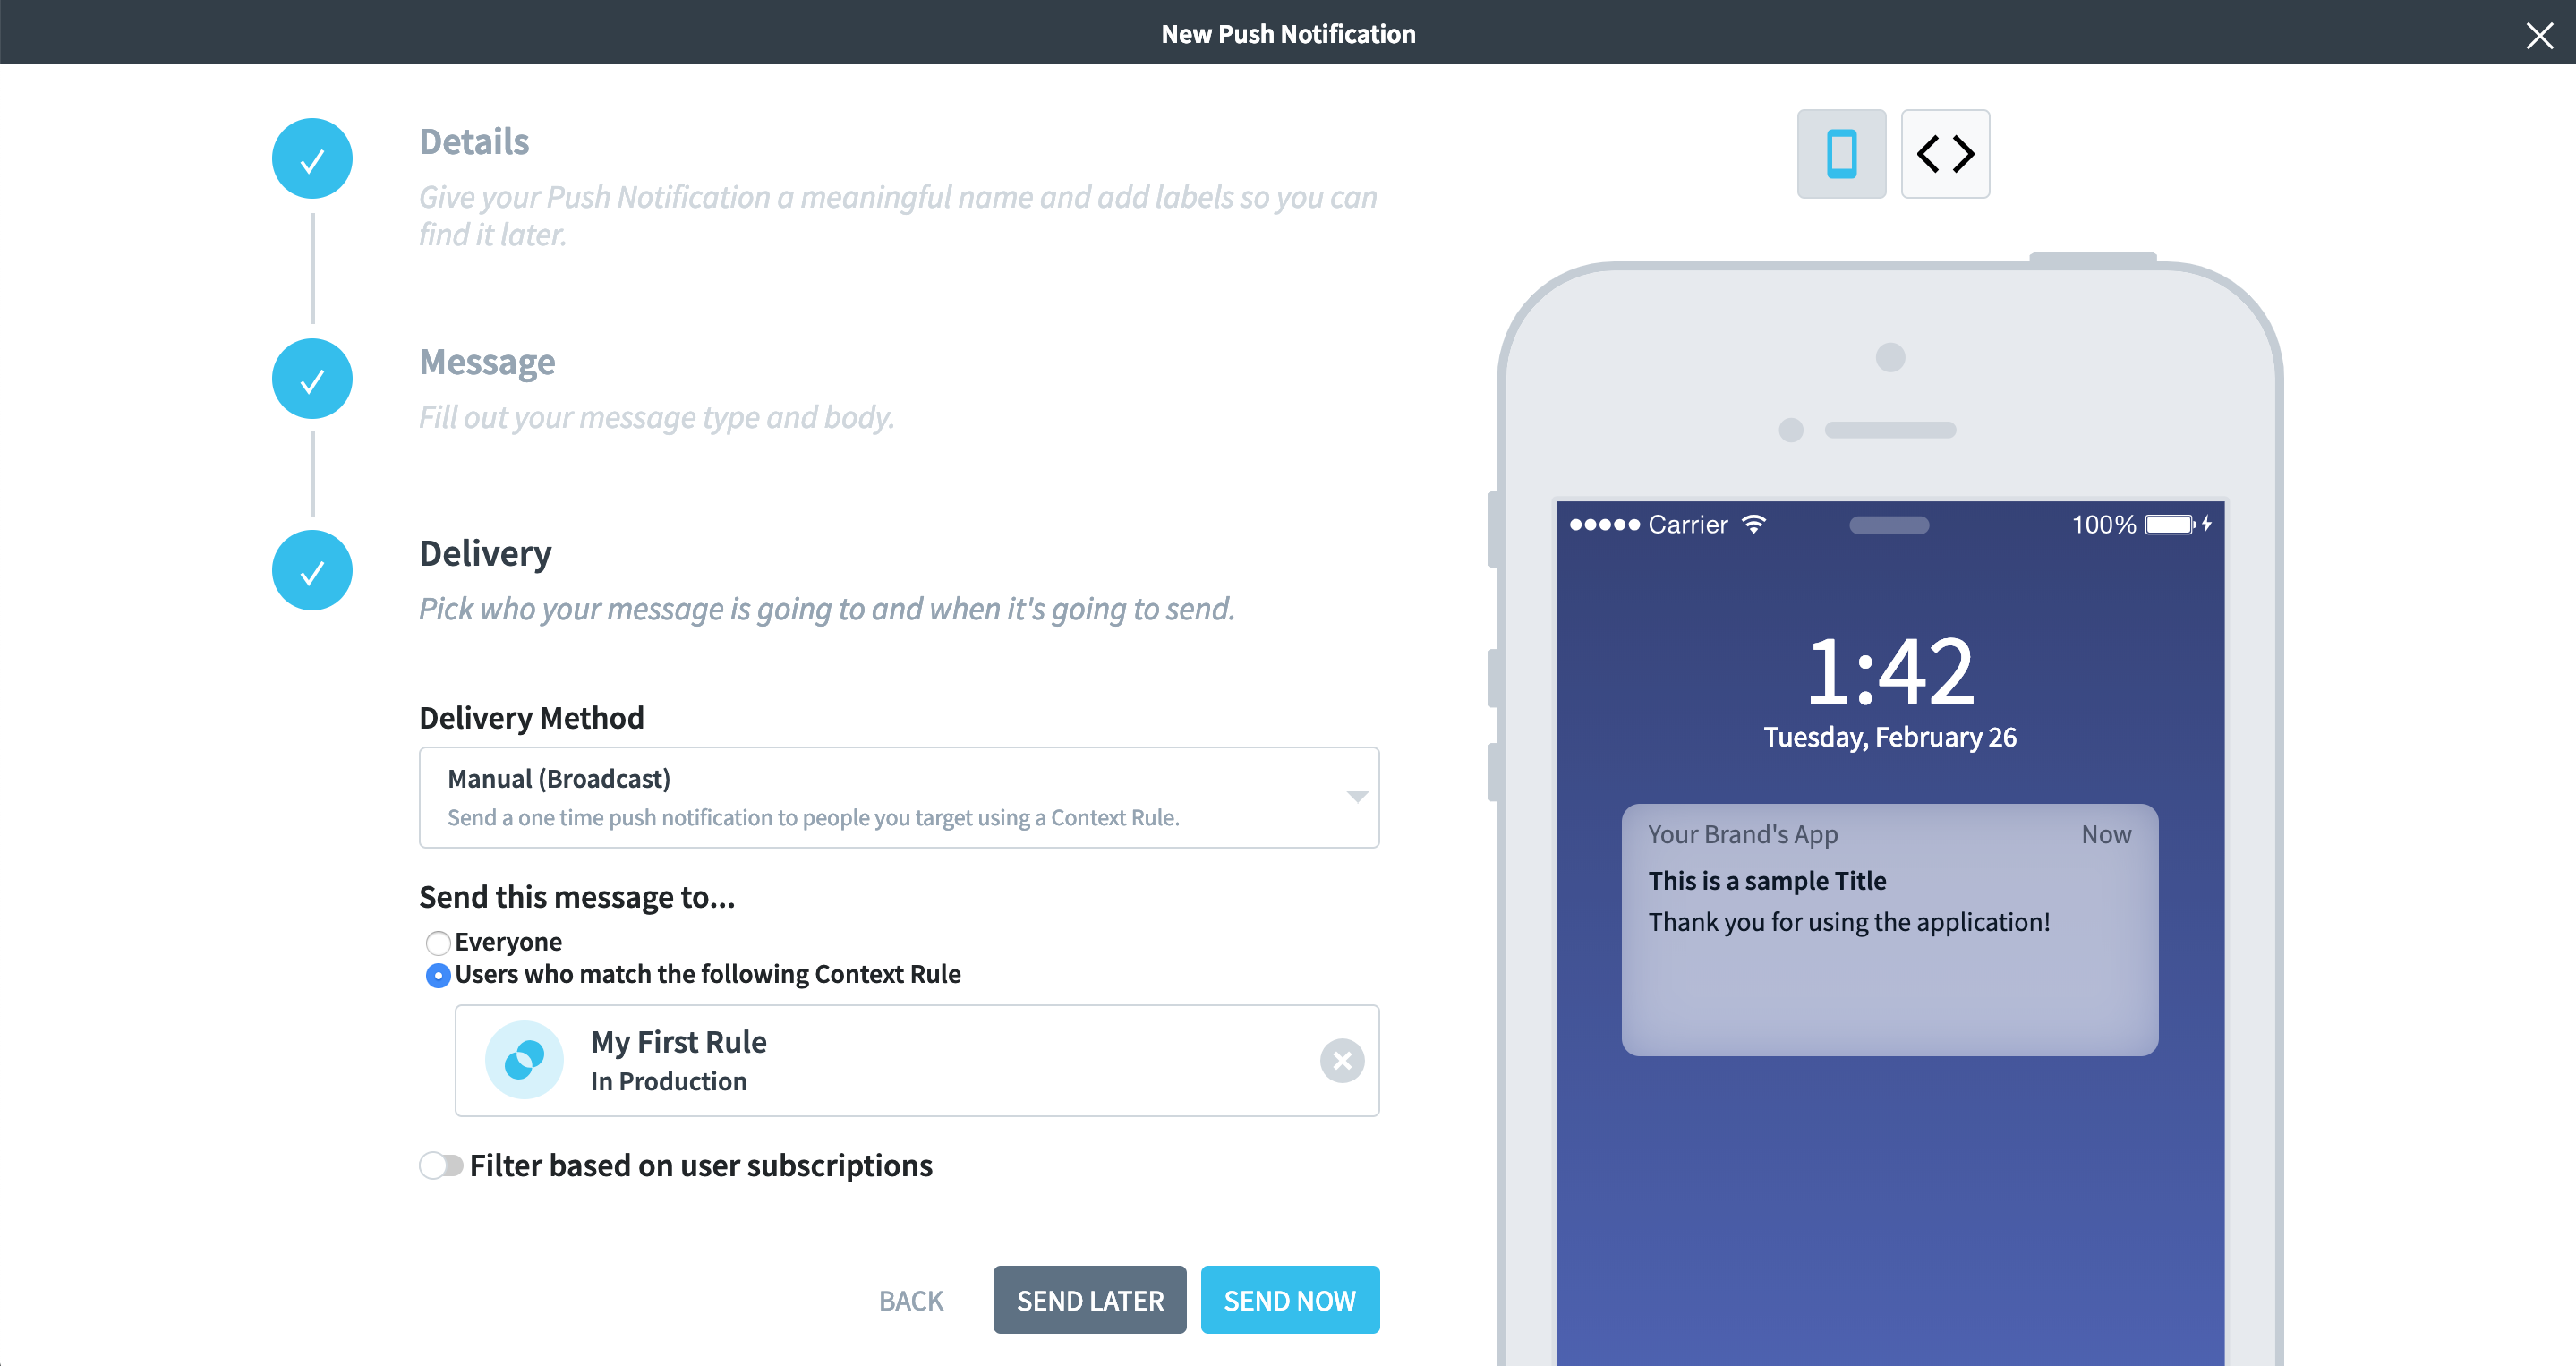 New Push Notification
Details
Give your Push Notification a meaningful name and add labels so you can
find it later.
Message
Fill out your message type and body.
Delivery
Pick who your message is going to and when it's going to send.
Delivery Method
Manual (Broadcast)
Send a one time push notification to people you target using a Context Rule.
Send this message to...
Everyone
Users who match the following Context Rule
My First Rule
In Production
Filter based on user subscriptions
BACK
SEND LATER
SEND NOW
Carrier
100%
1:42
Tuesday, February 26
Your Brand's App
Now
This is a sample Title
Thank you for using the application!